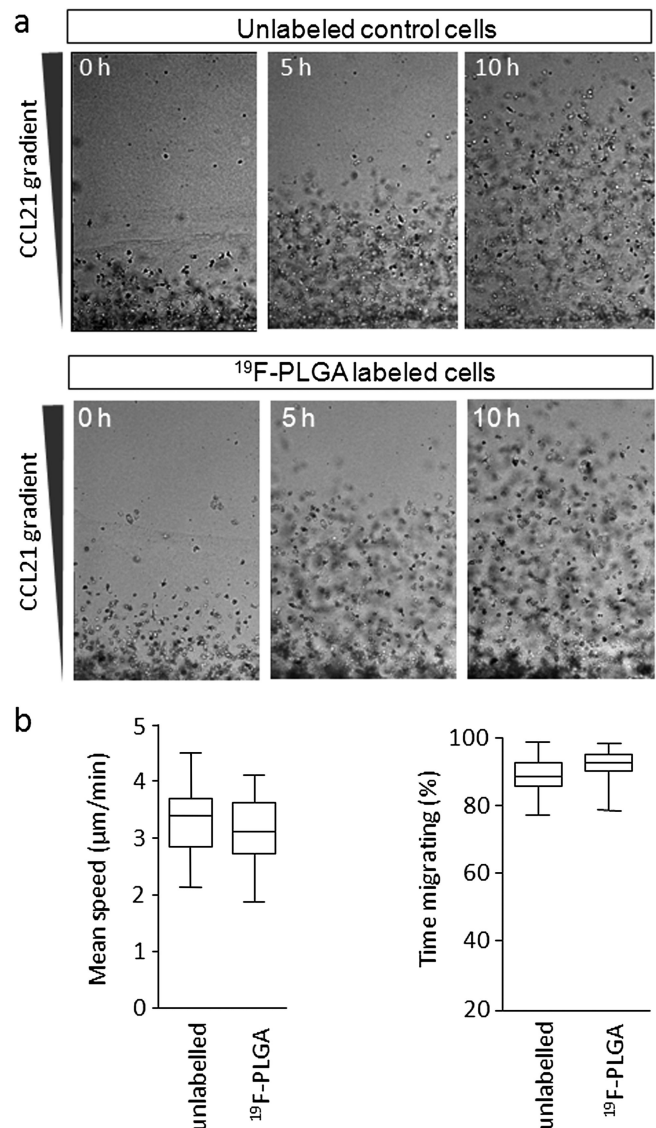 a
Unlabeled control cells
CCL21 gradient
0 h
5 h
10 h
¹⁹F-PLGA labeled cells
CCL21 gradient
0 h
5 h
10 h
b
Mean speed (µm/min)
5
4
3
2
1
0
unlabelled
¹⁹F-PLGA
Time migrating (%)
100
80
60
40
20
unlabelled
¹⁹F-PLGA